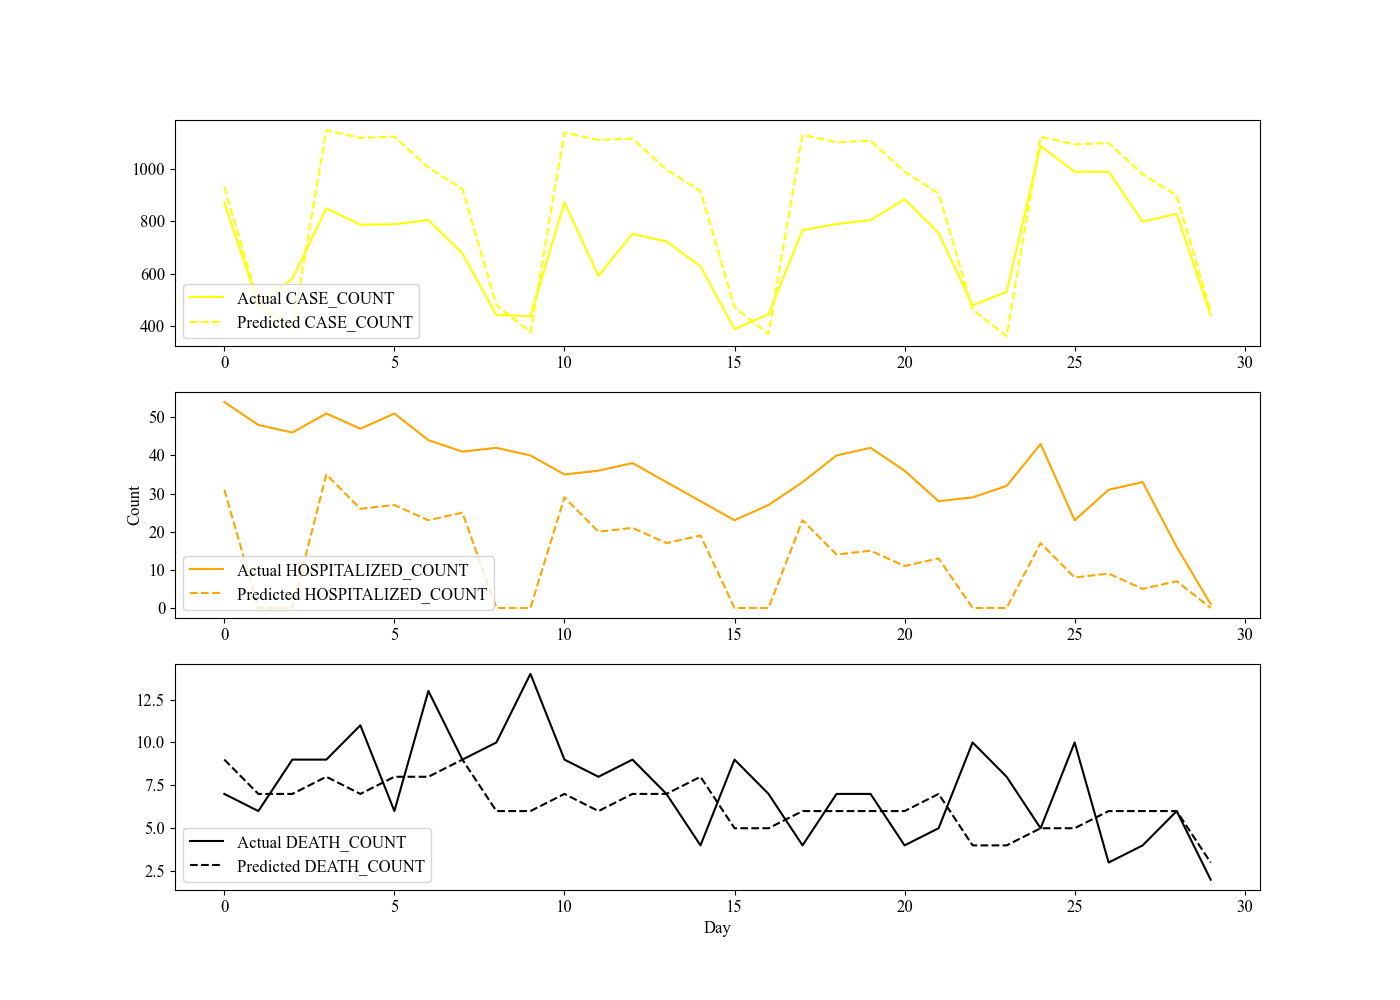 1000
800
600
400
Actual CASE_COUNT
Predicted CASE_COUNT
0 5 10 15 20 25 30
50
40
30
20
10
0
Count
Actual HOSPITALIZED_COUNT
Predicted HOSPITALIZED_COUNT
0 5 10 15 20 25 30
12.5
10.0
7.5
5.0
2.5
Actual DEATH_COUNT
Predicted DEATH_COUNT
0 5 10 15 20 25 30
Day